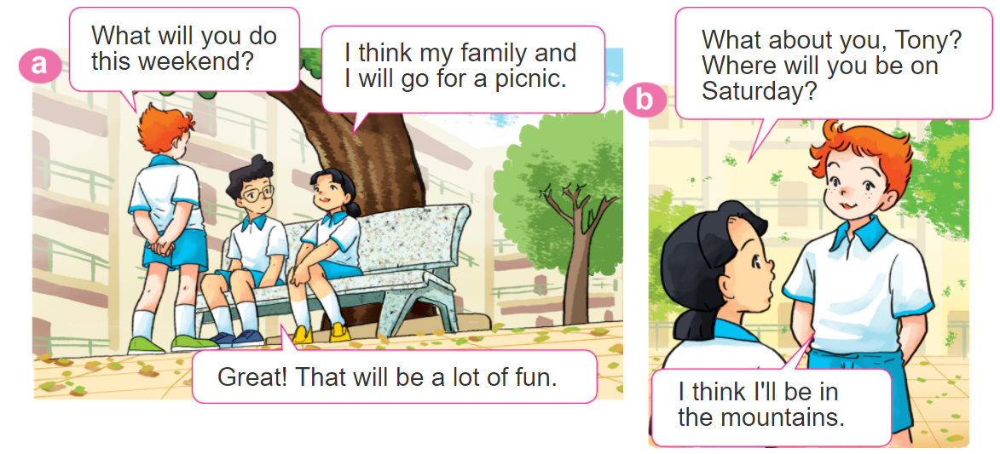 a
What will you do
this weekend?
I think my family and
I will go for a picnic.
Great! That will be a lot of fun.
b
What about you, Tony?
Where will you be on
Saturday?
I think I'll be in
the mountains.